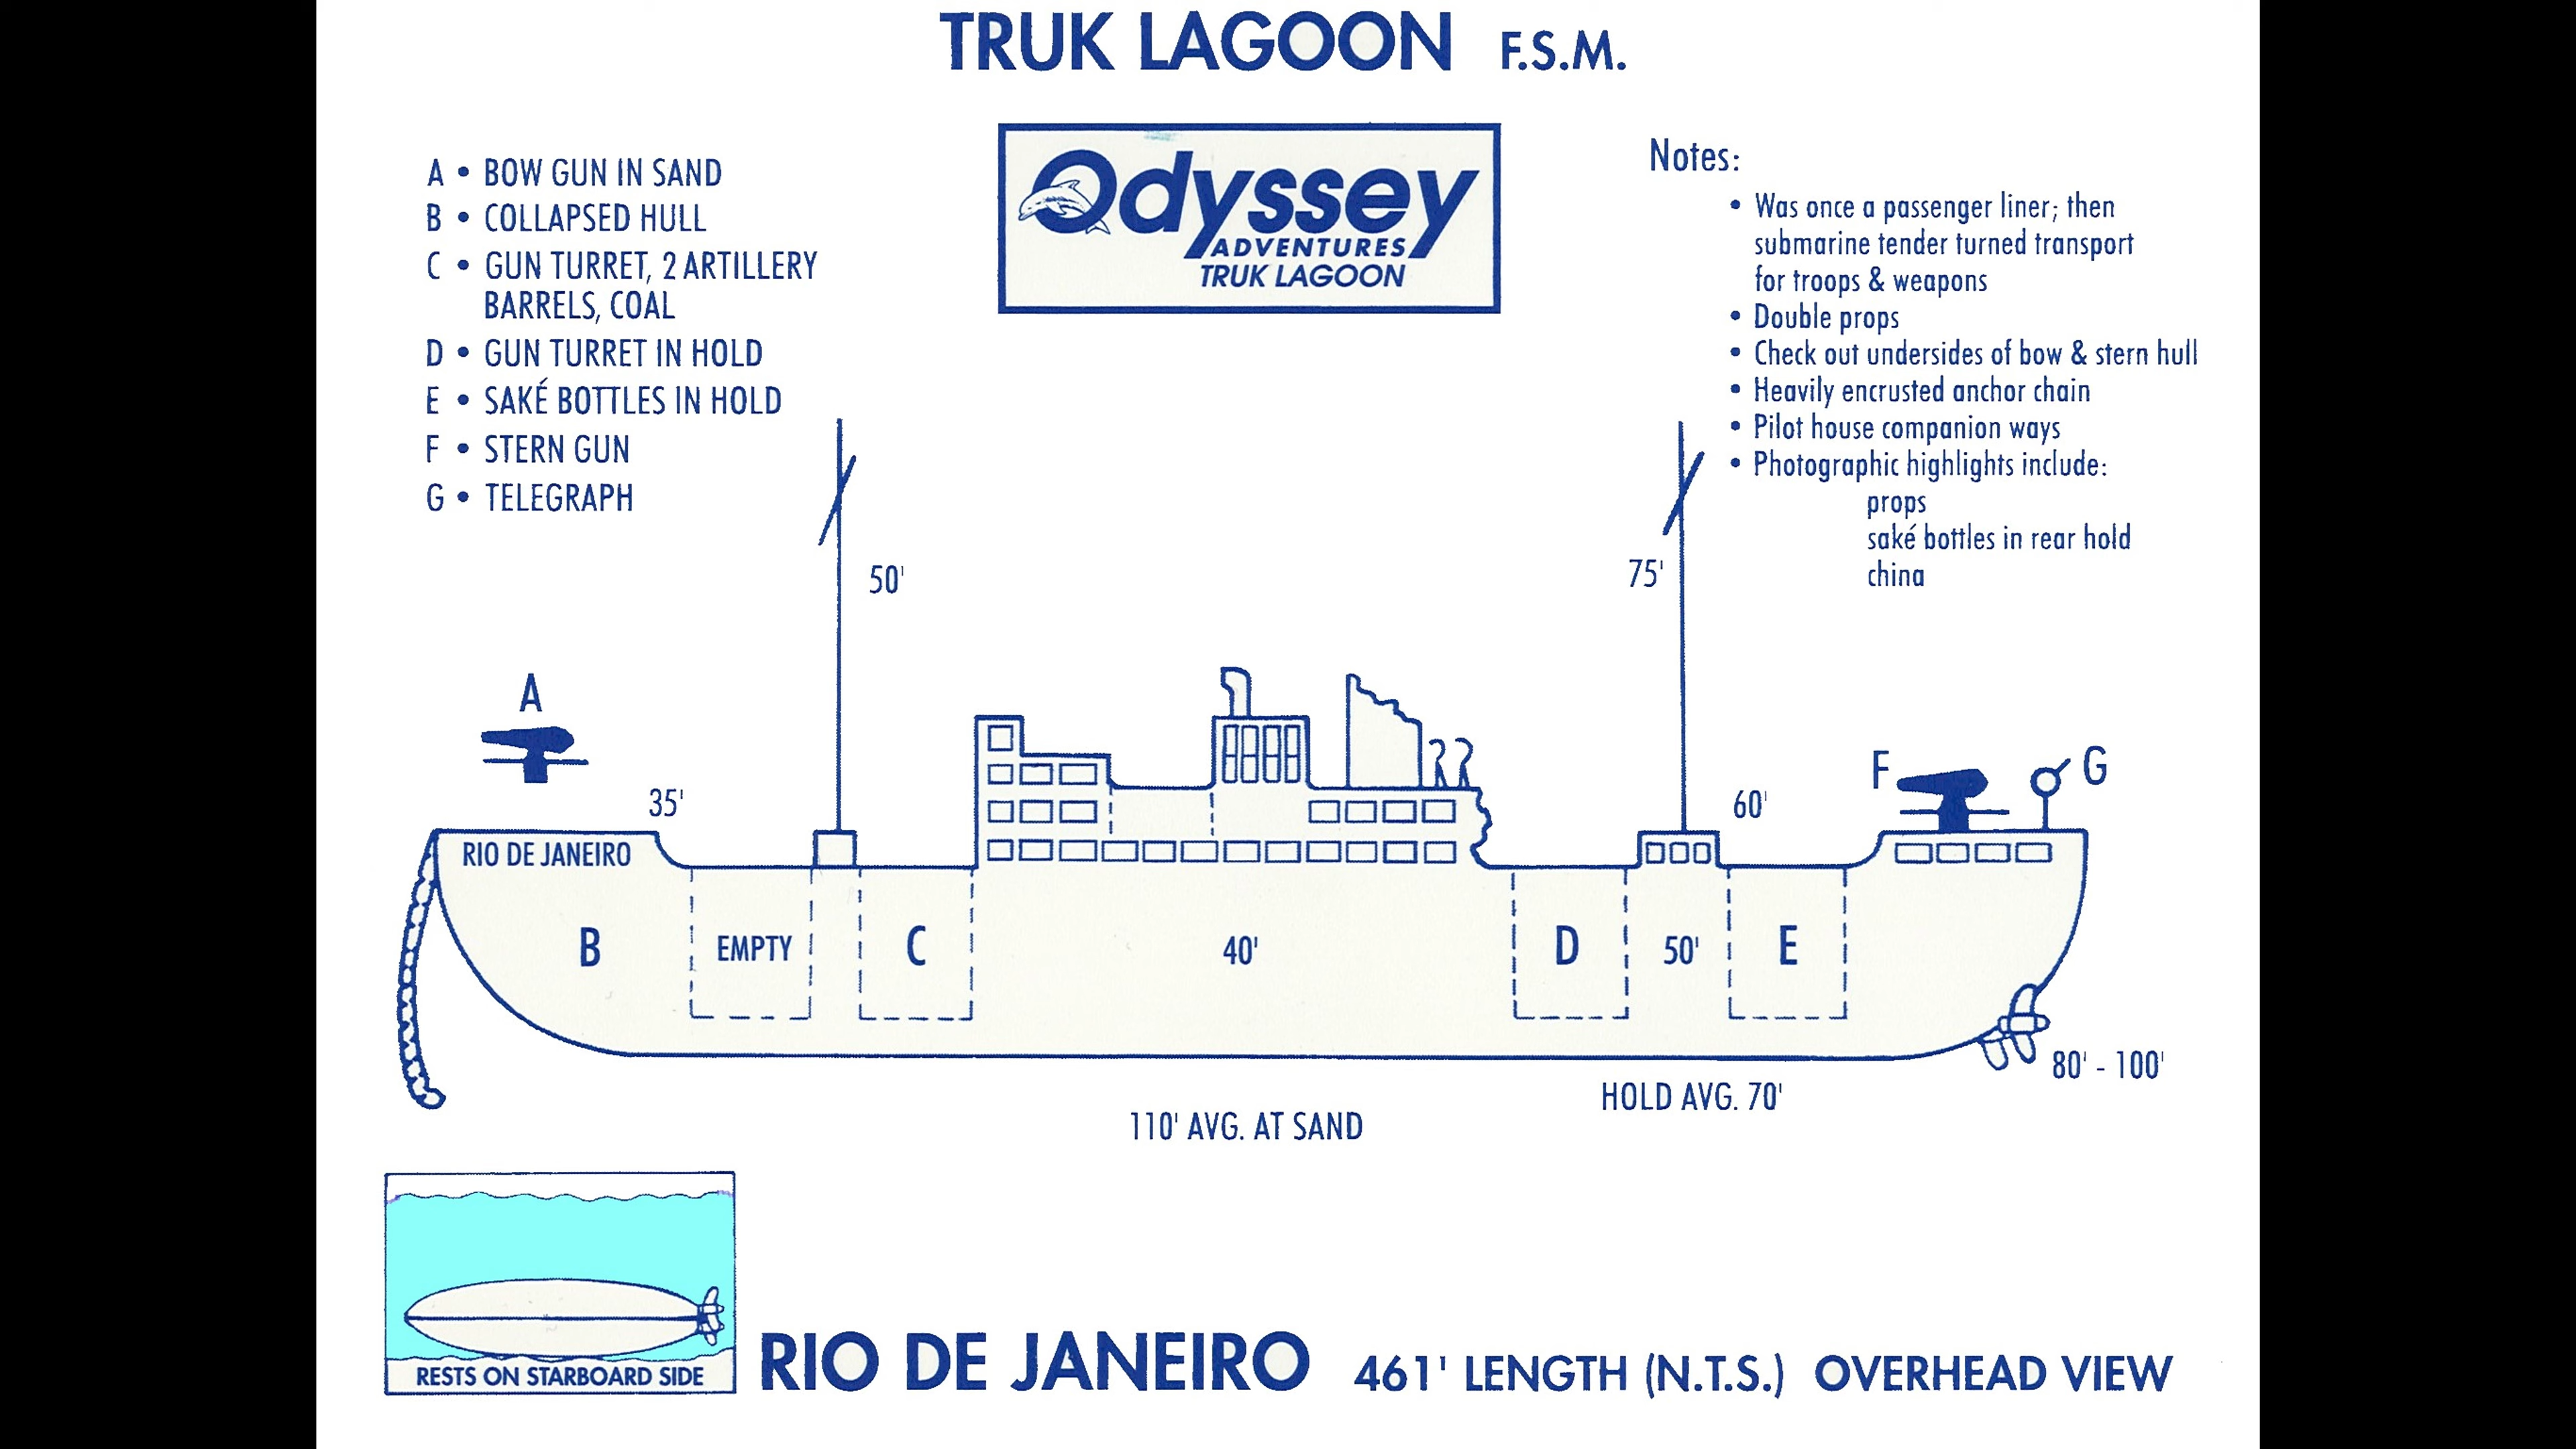 TRUK LAGOON F.S.M.
Odyssey
ADVENTURES
TRUK LAGOON
A • BOW GUN IN SAND
B • COLLAPSED HULL
C • GUN TURRET, 2 ARTILLERY
BARRELS, COAL
D • GUN TURRET IN HOLD
E • SAKÉ BOTTLES IN HOLD
F • STERN GUN
G • TELEGRAPH
Notes:
• Was once a passenger liner; then
submarine tender turned transport
for troops & weapons
• Double props
• Check out undersides of bow & stern hull
• Heavily encrusted anchor chain
• Pilot house companion ways
• Photographic highlights include:
props
saké bottles in rear hold
china
50'
75'
A
35'
60'
F
G
RIO DE JANEIRO
B
EMPTY
C
40'
D
50'
E
80' - 100'
HOLD AVG. 70'
110' AVG. AT SAND
RESTS ON STARBOARD SIDE
RIO DE JANEIRO 461' LENGTH (N.T.S.) OVERHEAD VIEW